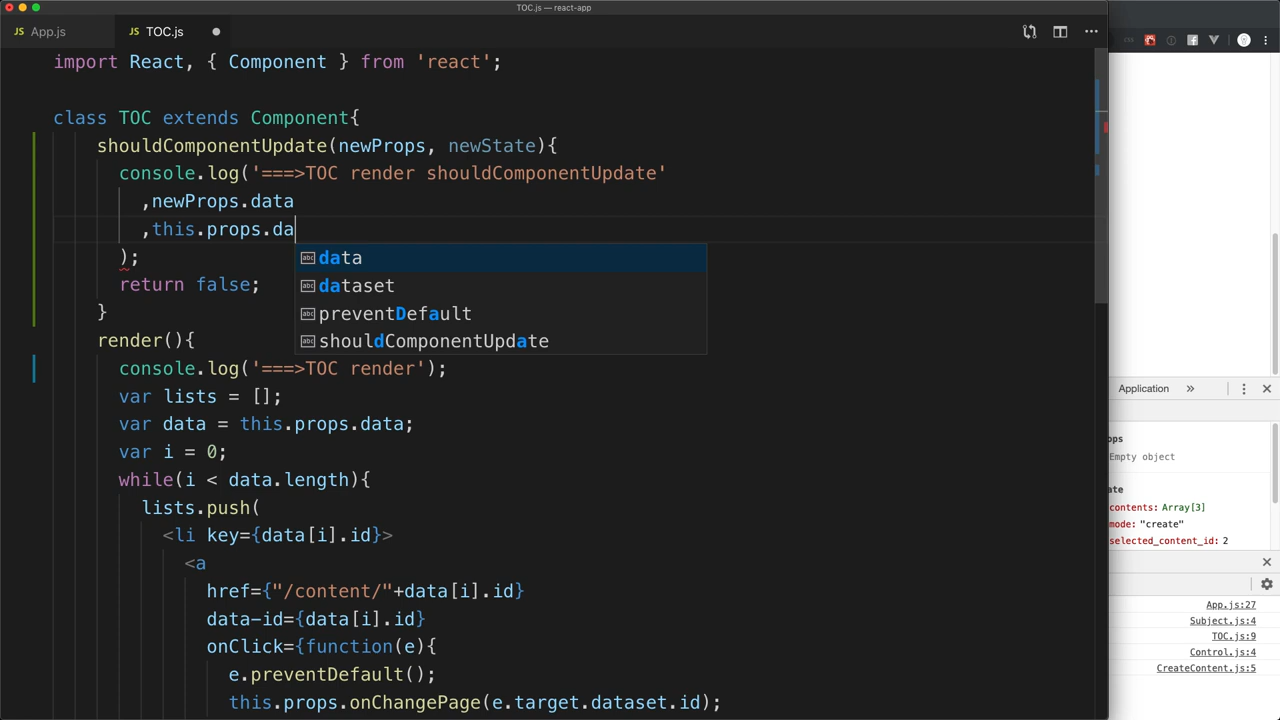 TOC.js — react-app
JS App.js
JS TOC.js
import React, { Component } from 'react';
class TOC extends Component{
shouldComponentUpdate(newProps, newState){
console.log('===>TOC render shouldComponentUpdate'
,newProps.data
,this.props.da
data
);
dataset
return false;
preventDefault
}
shouldComponentUpdate
render(){
console.log('===>TOC render');
var lists = [];
var data = this.props.data;
var i = 0;
while(i < data.length){
lists.push(
<li key={data[i].id}>
<a
href={"/content/"+data[i].id}
data-id={data[i].id}
onClick={function(e){
e.preventDefault();
this.props.onChangePage(e.target.dataset.id);
Application »
ops
Empty object
ate
contents: Array[3]
mode: "create"
selected_content_id: 2
App.js:27
Subject.js:4
TOC.js:9
Control.js:4
CreateContent.js:5